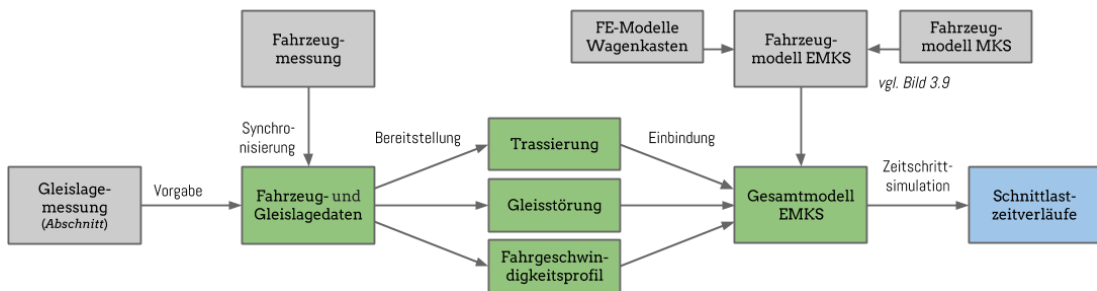 Fahrzeug-
messung
FE-Modelle
Wagenkasten
Fahrzeug-
modell EMKS
Fahrzeug-
modell MKS
vgl. Bild 3.9
Synchro-
nisierung
Bereitstellung
Trassierung
Einbindung
Gleislage-
messung
(Abschnitt)
Vorgabe
Fahrzeug- und
Gleislagedaten
Gleisstörung
Gesamtmodell
EMKS
Zeitschritt-
simulation
Schnittlast-
zeitverläufe
Fahrgeschwin-
digkeitsprofil